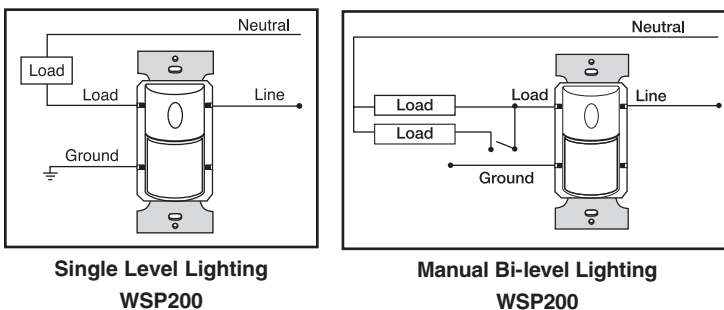 Neutral
Load
Load
Line
Ground
Single Level Lighting
WSP200
Neutral
Load
Load
Line
Load
Ground
Manual Bi-level Lighting
WSP200